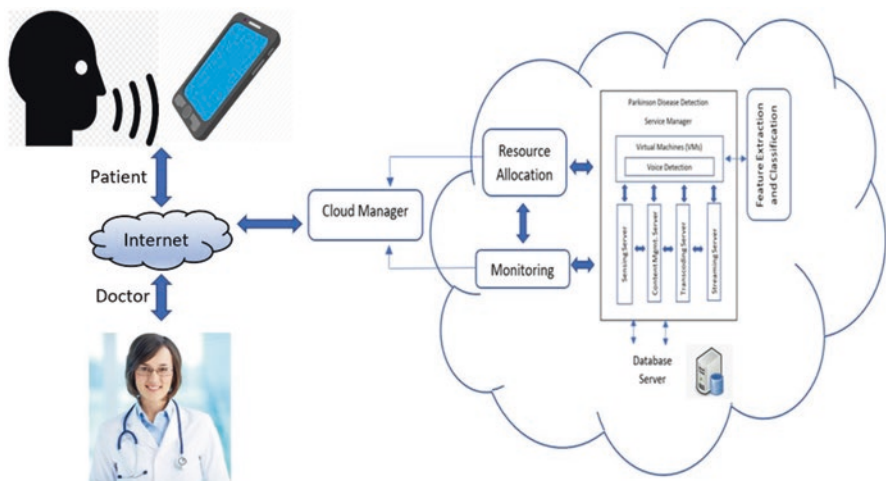 Patient
Internet
Doctor
Cloud Manager
Resource
Allocation
Monitoring
Parkinson Disease Detection
Service Manager
Virtual Machines (VMs)
Voice Detection
Sensing Server
Content Mgmt. Server
Transcoding Server
Streaming Server
Feature Extraction
and Classification
Database
Server